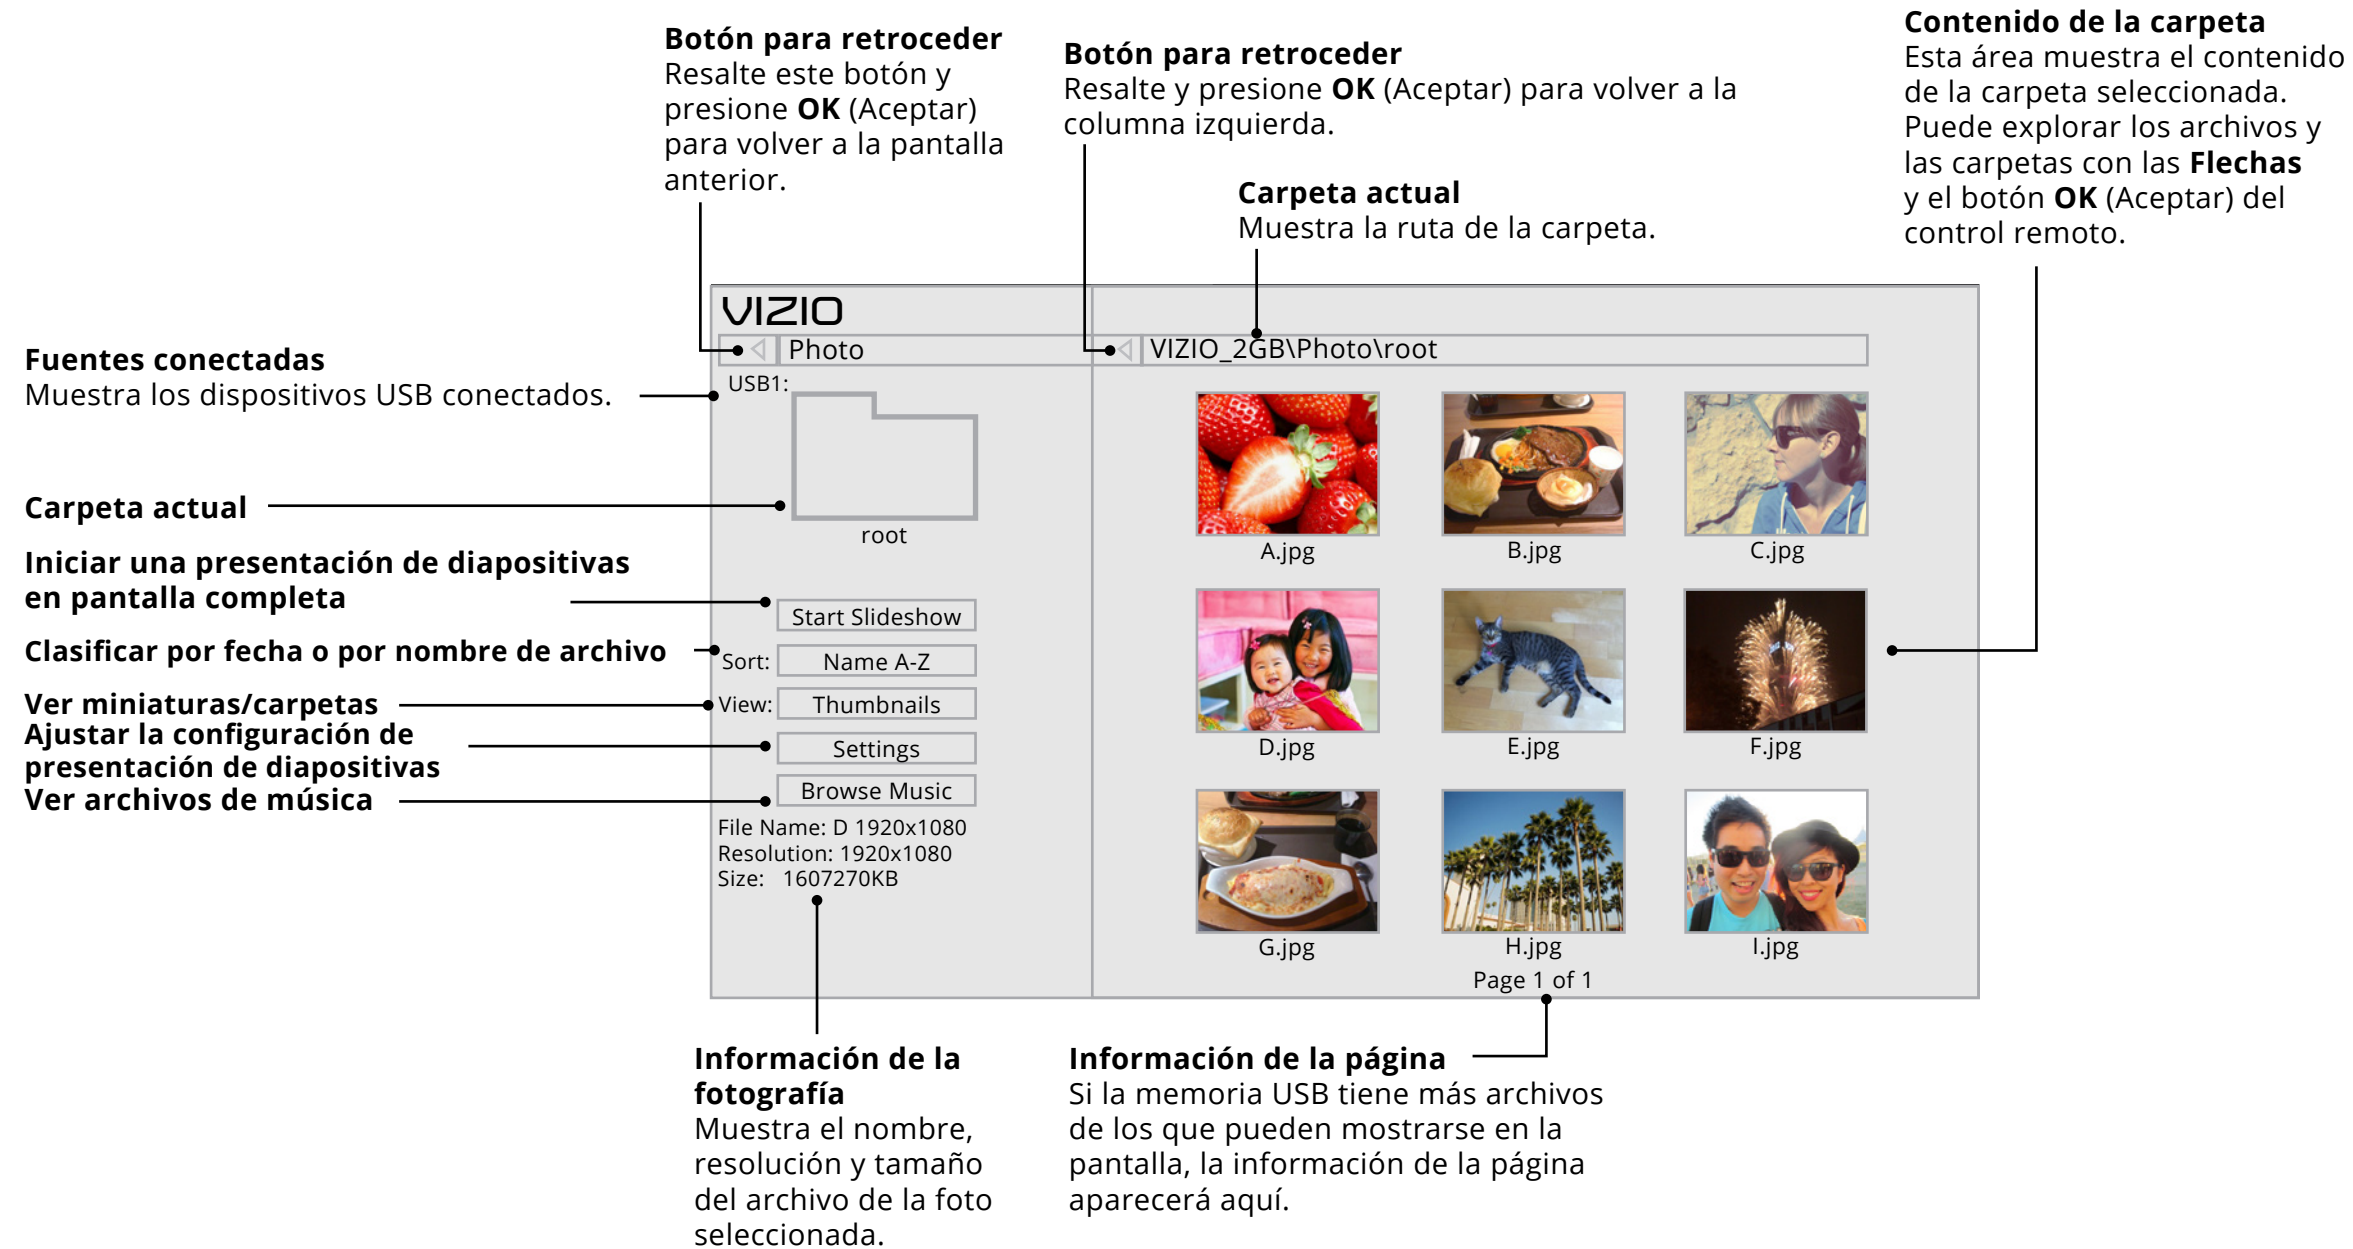 Botón para retroceder
Resalte este botón y
presione OK (Aceptar)
para volver a la pantalla
anterior.
Botón para retroceder
Resalte y presione OK (Aceptar) para volver a la
columna izquierda.
Carpeta actual
Muestra la ruta de la carpeta.
Contenido de la carpeta
Esta área muestra el contenido
de la carpeta seleccionada.
Puede explorar los archivos y
las carpetas con las Flechas
y el botón OK (Aceptar) del
control remoto.
Fuentes conectadas
Muestra los dispositivos USB conectados.
Carpeta actual
Iniciar una presentación de diapositivas
en pantalla completa
Clasificar por fecha o por nombre de archivo
Ver miniaturas/carpetas
Ajustar la configuración de
presentación de diapositivas
Ver archivos de música
VIZIO
Photo
USB1:
root
Start Slideshow
Sort: Name A-Z
View: Thumbnails
Settings
Browse Music
File Name: D 1920x1080
Resolution: 1920x1080
Size: 1607270KB
VIZIO_2GB\Photo\root
A.jpg
B.jpg
C.jpg
D.jpg
E.jpg
F.jpg
G.jpg
H.jpg
I.jpg
Page 1 of 1
Información de la
fotografía
Muestra el nombre,
resolución y tamaño
del archivo de la foto
seleccionada.
Información de la página
Si la memoria USB tiene más archivos
de los que pueden mostrarse en la
pantalla, la información de la página
aparecerá aquí.